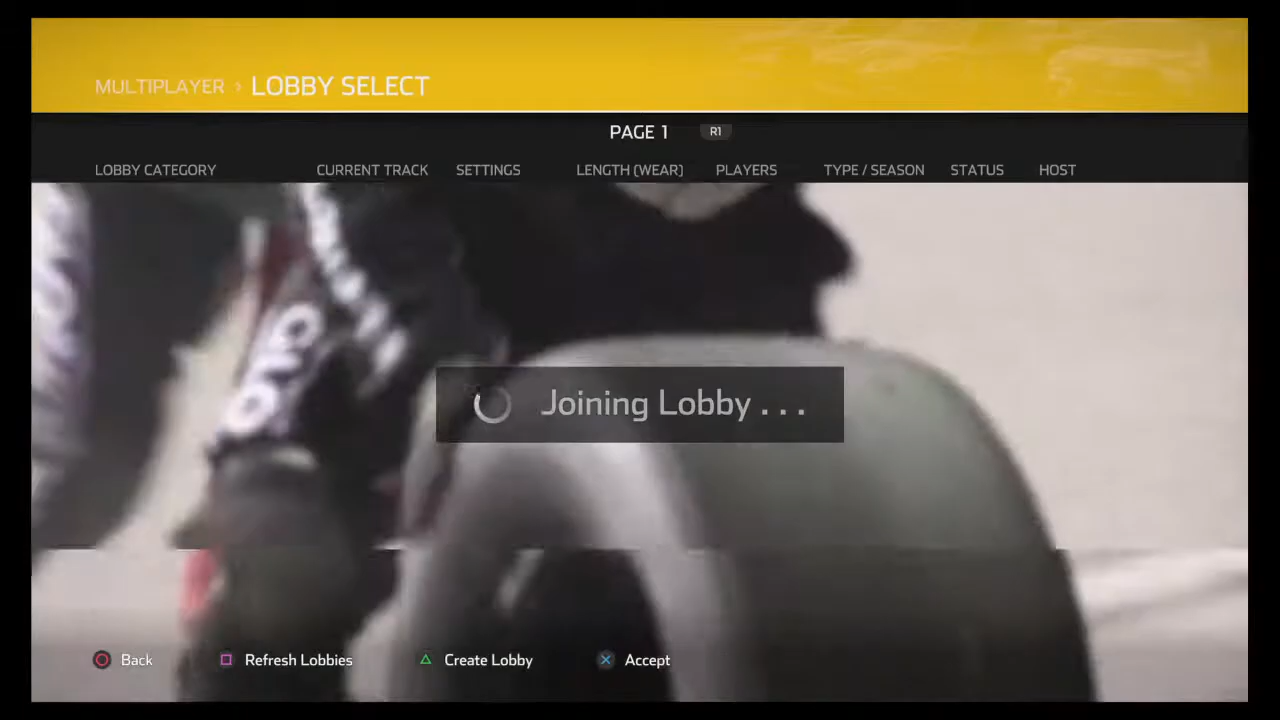 MULTIPLAYER › LOBBY SELECT
PAGE 1 R1
LOBBY CATEGORY CURRENT TRACK SETTINGS LENGTH (WEAR) PLAYERS TYPE / SEASON STATUS HOST
Joining Lobby . . .
Back Refresh Lobbies Create Lobby Accept